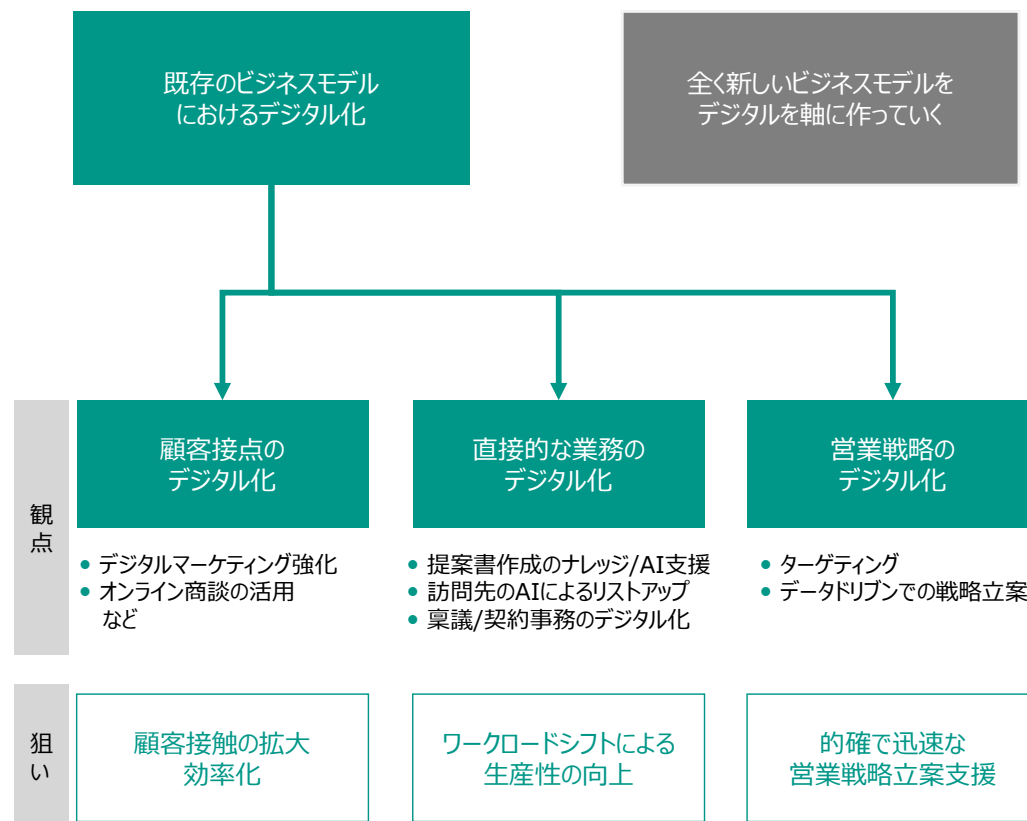 既存のビジネスモデル
におけるデジタル化
全く新しいビジネスモデルを
デジタルを軸に作っていく
観点
顧客接点の
デジタル化
• デジタルマーケティング強化
• オンライン商談の活用
など
直接的な業務の
デジタル化
• 提案書作成のナレッジ/AI支援
• 訪問先のAIによるリストアップ
• 稟議/契約事務のデジタル化
営業戦略の
デジタル化
• ターゲティング
• データドリブンでの戦略立案
狙い
顧客接触の拡大
効率化
ワークロードシフトによる
生産性の向上
的確で迅速な
営業戦略立案支援